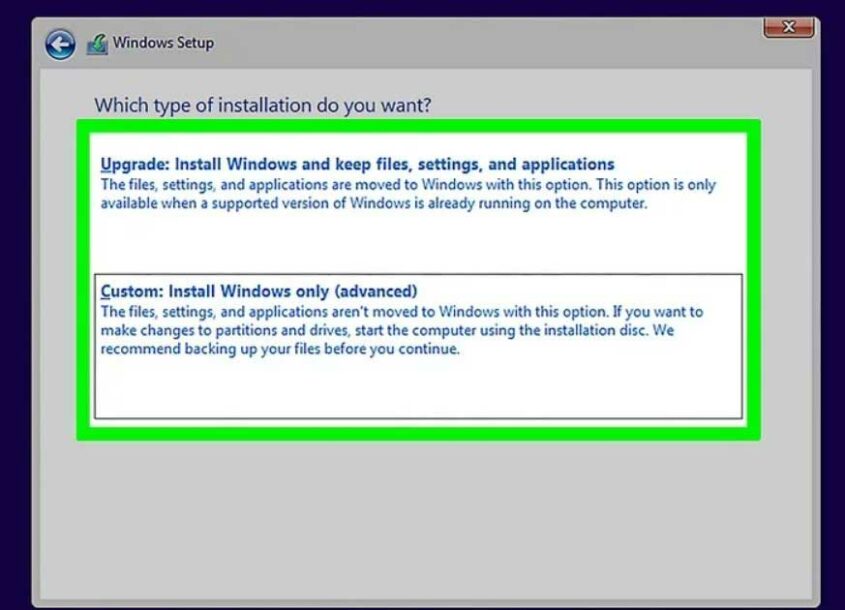 Windows Setup
Which type of installation do you want?
Upgrade: Install Windows and keep files, settings, and applications
The files, settings, and applications are moved to Windows with this option. This option is only
available when a supported version of Windows is already running on the computer.
Custom: Install Windows only (advanced)
The files, settings, and applications aren't moved to Windows with this option. If you want to
make changes to partitions and drives, start the computer using the installation disc. We
recommend backing up your files before you continue.